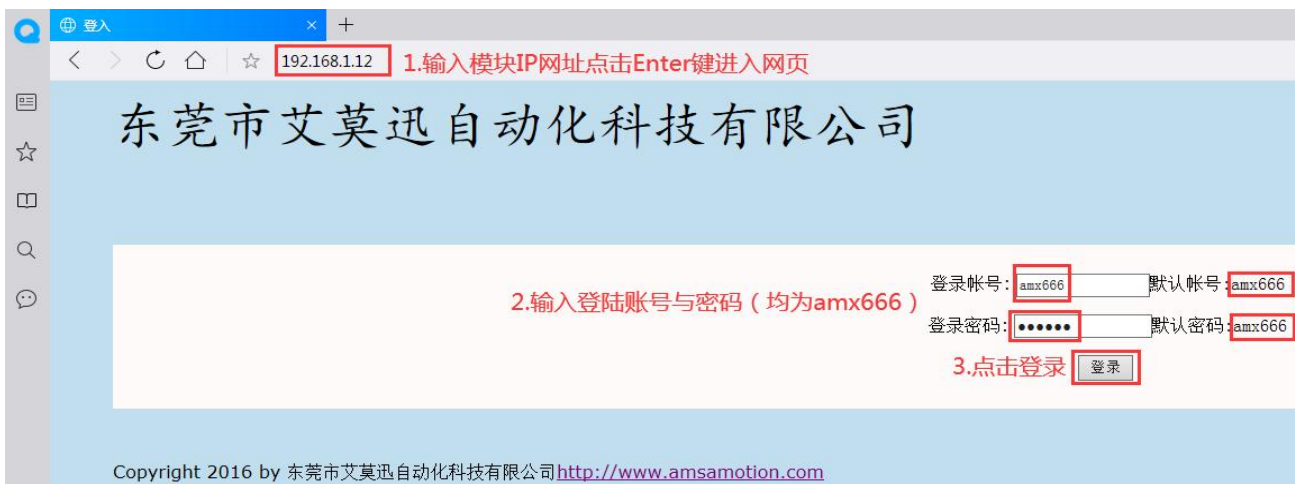 登入
192.168.1.12 1.输入模块IP网址点击Enter键进入网页
东莞市艾莫迅自动化科技有限公司
登录帐号: amx666 默认帐号:amx666
2.输入登陆账号与密码（均为amx666）
登录密码: •••••• 默认密码:amx666
3.点击登录 登录
Copyright 2016 by 东莞市艾莫迅自动化科技有限公司http://www.amsamotion.com